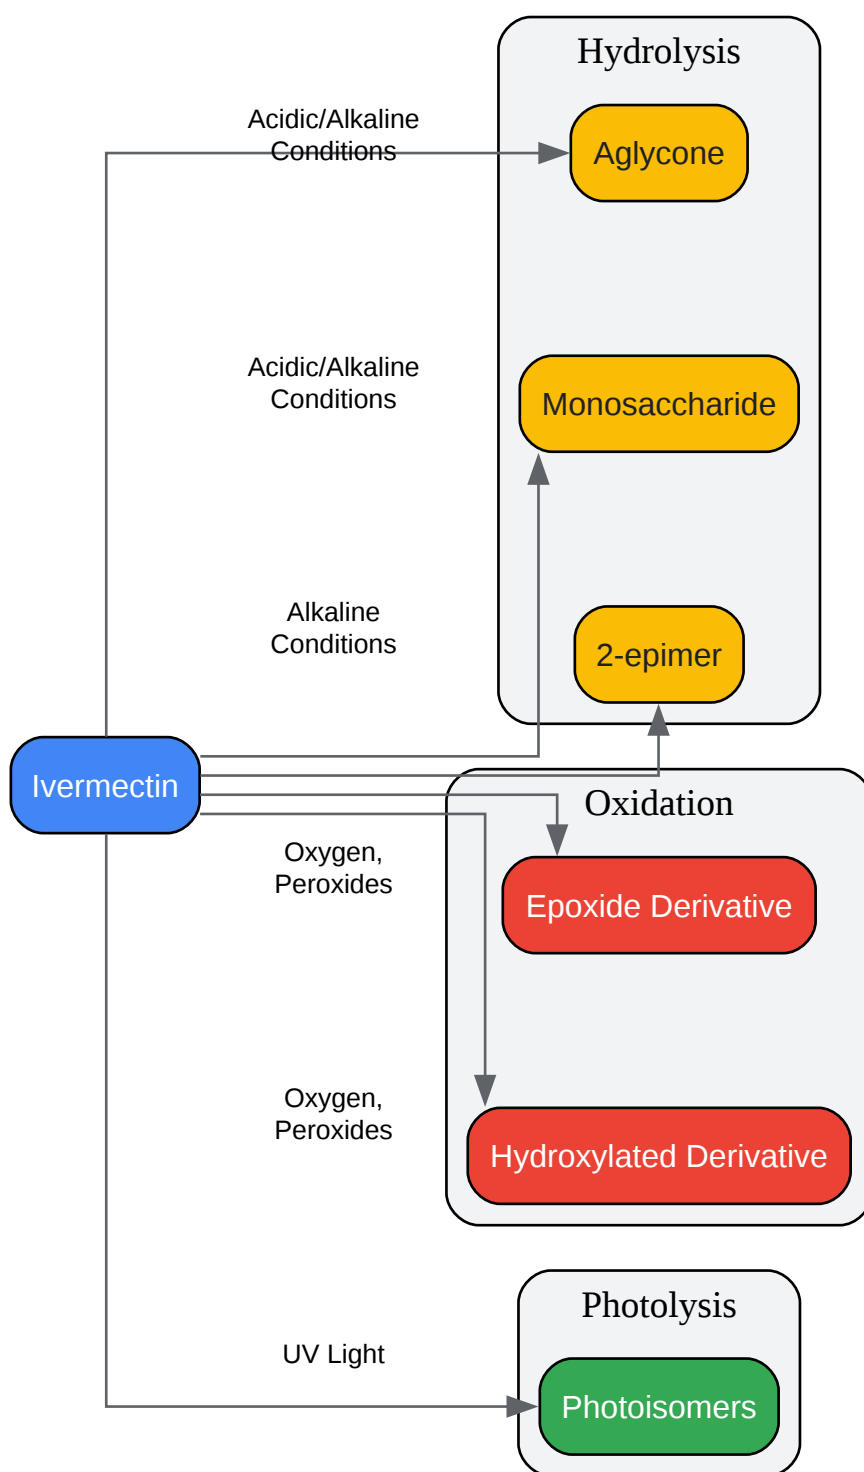 Hydrolysis
Acidic/Alkaline
Conditions
Aglycone
Acidic/Alkaline
Conditions
Monosaccharide
Alkaline
Conditions
2-epimer
Ivermectin
Oxidation
Oxygen,
Peroxides
Epoxide Derivative
Oxygen,
Peroxides
Hydroxylated Derivative
Photolysis
UV Light
Photoisomers